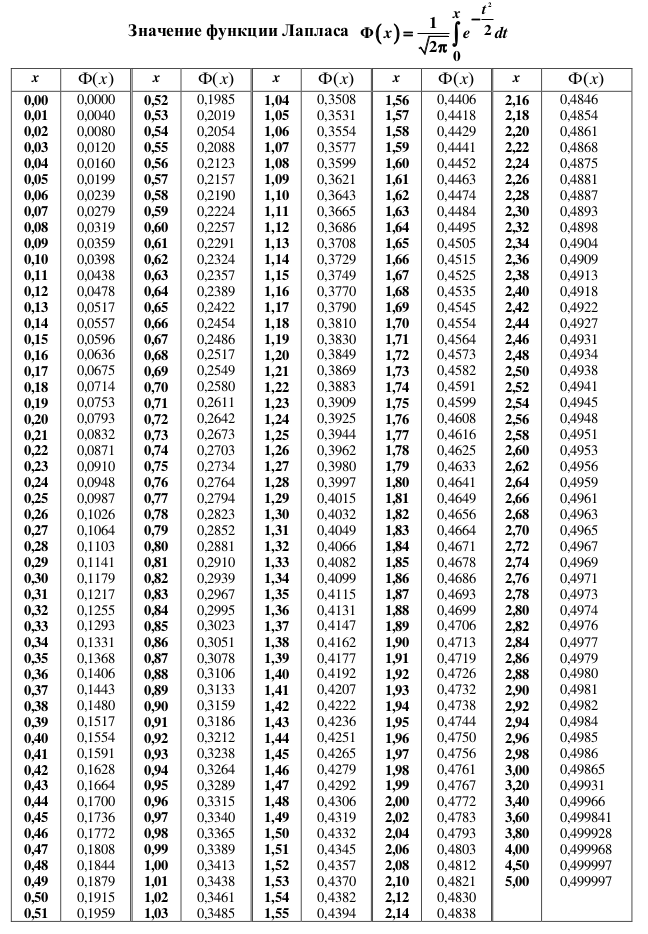 Значение функции Лапласа Φ(x) = 1/√2π ∫₀ˣ e^(−t²/2) dt
x Φ(x) x Φ(x) x Φ(x) x Φ(x) x Φ(x)
0,00 0,0000 0,52 0,1985 1,04 0,3508 1,56 0,4406 2,16 0,4846
0,01 0,0040 0,53 0,2019 1,05 0,3531 1,57 0,4418 2,18 0,4854
0,02 0,0080 0,54 0,2054 1,06 0,3554 1,58 0,4429 2,20 0,4861
0,03 0,0120 0,55 0,2088 1,07 0,3577 1,59 0,4441 2,22 0,4868
0,04 0,0160 0,56 0,2123 1,08 0,3599 1,60 0,4452 2,24 0,4875
0,05 0,0199 0,57 0,2157 1,09 0,3621 1,61 0,4463 2,26 0,4881
0,06 0,0239 0,58 0,2190 1,10 0,3643 1,62 0,4474 2,28 0,4887
0,07 0,0279 0,59 0,2224 1,11 0,3665 1,63 0,4484 2,30 0,4893
0,08 0,0319 0,60 0,2257 1,12 0,3686 1,64 0,4495 2,32 0,4898
0,09 0,0359 0,61 0,2291 1,13 0,3708 1,65 0,4505 2,34 0,4904
0,10 0,0398 0,62 0,2324 1,14 0,3729 1,66 0,4515 2,36 0,4909
0,11 0,0438 0,63 0,2357 1,15 0,3749 1,67 0,4525 2,38 0,4913
0,12 0,0478 0,64 0,2389 1,16 0,3770 1,68 0,4535 2,40 0,4918
0,13 0,0517 0,65 0,2422 1,17 0,3790 1,69 0,4545 2,42 0,4922
0,14 0,0557 0,66 0,2454 1,18 0,3810 1,70 0,4554 2,44 0,4927
0,15 0,0596 0,67 0,2486 1,19 0,3830 1,71 0,4564 2,46 0,4931
0,16 0,0636 0,68 0,2517 1,20 0,3849 1,72 0,4573 2,48 0,4934
0,17 0,0675 0,69 0,2549 1,21 0,3869 1,73 0,4582 2,50 0,4938
0,18 0,0714 0,70 0,2580 1,22 0,3883 1,74 0,4591 2,52 0,4941
0,19 0,0753 0,71 0,2611 1,23 0,3909 1,75 0,4599 2,54 0,4945
0,20 0,0793 0,72 0,2642 1,24 0,3925 1,76 0,4608 2,56 0,4948
0,21 0,0832 0,73 0,2673 1,25 0,3944 1,77 0,4616 2,58 0,4951
0,22 0,0871 0,74 0,2703 1,26 0,3962 1,78 0,4625 2,60 0,4953
0,23 0,0910 0,75 0,2734 1,27 0,3980 1,79 0,4633 2,62 0,4956
0,24 0,0948 0,76 0,2764 1,28 0,3997 1,80 0,4641 2,64 0,4959
0,25 0,0987 0,77 0,2794 1,29 0,4015 1,81 0,4649 2,66 0,4961
0,26 0,1026 0,78 0,2823 1,30 0,4032 1,82 0,4656 2,68 0,4963
0,27 0,1064 0,79 0,2852 1,31 0,4049 1,83 0,4664 2,70 0,4965
0,28 0,1103 0,80 0,2881 1,32 0,4066 1,84 0,4671 2,72 0,4967
0,29 0,1141 0,81 0,2910 1,33 0,4082 1,85 0,4678 2,74 0,4969
0,30 0,1179 0,82 0,2939 1,34 0,4099 1,86 0,4686 2,76 0,4971
0,31 0,1217 0,83 0,2967 1,35 0,4115 1,87 0,4693 2,78 0,4973
0,32 0,1255 0,84 0,2995 1,36 0,4131 1,88 0,4699 2,80 0,4974
0,33 0,1293 0,85 0,3023 1,37 0,4147 1,89 0,4706 2,82 0,4976
0,34 0,1331 0,86 0,3051 1,38 0,4162 1,90 0,4713 2,84 0,4977
0,35 0,1368 0,87 0,3078 1,39 0,4177 1,91 0,4719 2,86 0,4979
0,36 0,1406 0,88 0,3106 1,40 0,4192 1,92 0,4726 2,88 0,4980
0,37 0,1443 0,89 0,3133 1,41 0,4207 1,93 0,4732 2,90 0,4981
0,38 0,1480 0,90 0,3159 1,42 0,4222 1,94 0,4738 2,92 0,4982
0,39 0,1517 0,91 0,3186 1,43 0,4236 1,95 0,4744 2,94 0,4984
0,40 0,1554 0,92 0,3212 1,44 0,4251 1,96 0,4750 2,96 0,4985
0,41 0,1591 0,93 0,3238 1,45 0,4265 1,97 0,4756 2,98 0,4986
0,42 0,1628 0,94 0,3264 1,46 0,4279 1,98 0,4761 3,00 0,49865
0,43 0,1664 0,95 0,3289 1,47 0,4292 1,99 0,4767 3,20 0,49931
0,44 0,1700 0,96 0,3315 1,48 0,4306 2,00 0,4772 3,40 0,49966
0,45 0,1736 0,97 0,3340 1,49 0,4319 2,02 0,4783 3,60 0,499841
0,46 0,1772 0,98 0,3365 1,50 0,4332 2,04 0,4793 3,80 0,499928
0,47 0,1808 0,99 0,3389 1,51 0,4345 2,06 0,4803 4,00 0,499968
0,48 0,1844 1,00 0,3413 1,52 0,4357 2,08 0,4812 4,50 0,499997
0,49 0,1879 1,01 0,3438 1,53 0,4370 2,10 0,4821 5,00 0,499997
0,50 0,1915 1,02 0,3461 1,54 0,4382 2,12 0,4830
0,51 0,1959 1,03 0,3485 1,55 0,4394 2,14 0,4838